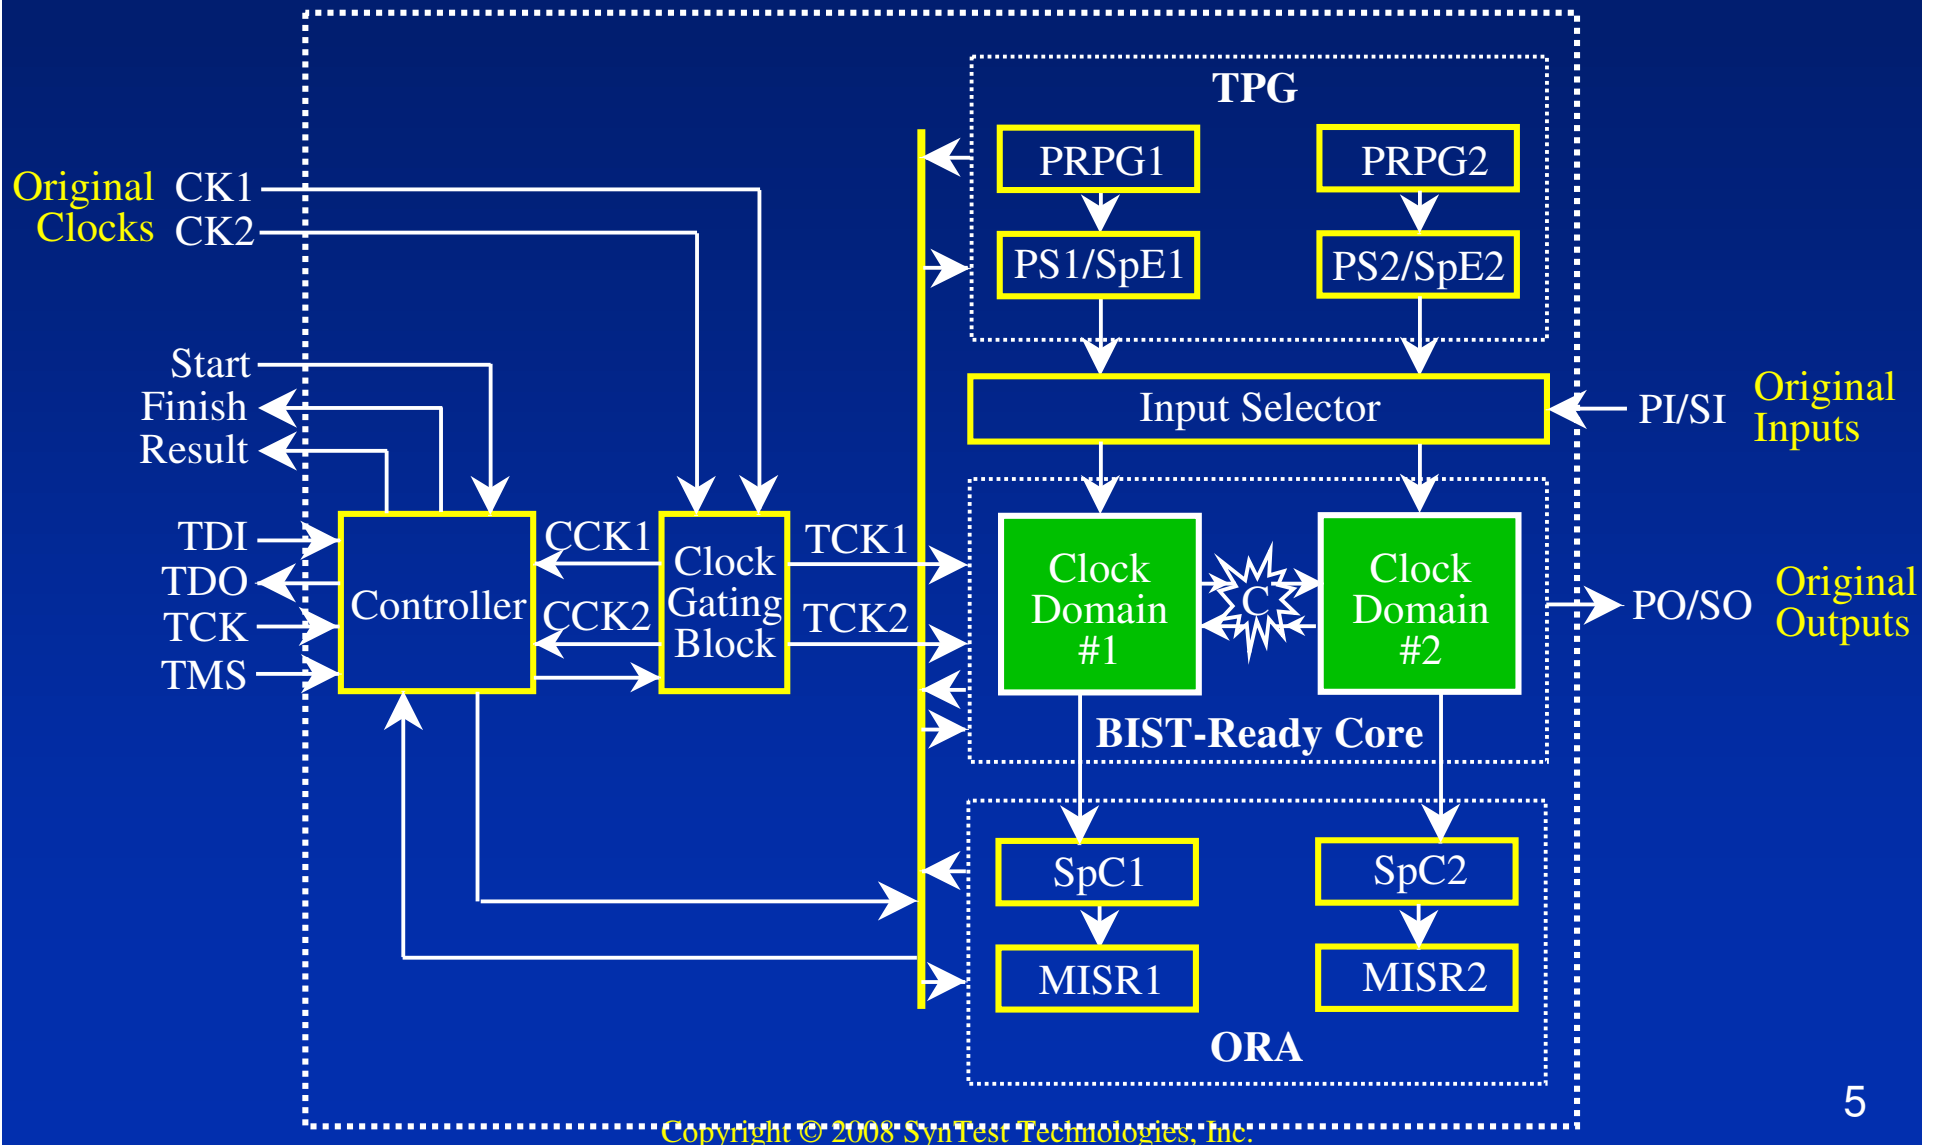 TPG
PRPG1
PRPG2
PS1/SpE1
PS2/SpE2
Original
Clocks
CK1
CK2
Start
Finish
Result
TDI
TDO
TCK
TMS
Controller
CCK1
CCK2
Clock
Gating
Block
TCK1
TCK2
Input Selector
PI/SI
Original
Inputs
Clock
Domain
#1
C
Clock
Domain
#2
BIST-Ready Core
PO/SO
Original
Outputs
SpC1
SpC2
MISR1
MISR2
ORA
Copyright © 2008 SynTest Technologies, Inc.
5